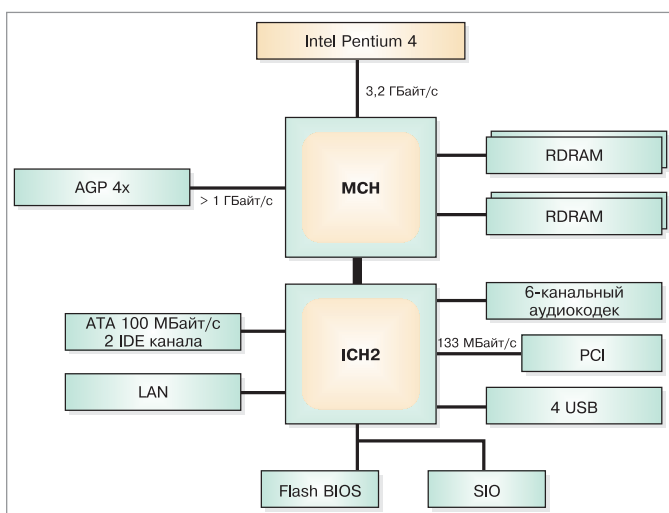 Intel Pentium 4
3,2 ГБайт/с
MCH
RDRAM
AGP 4x
> 1 ГБайт/с
RDRAM
ATA 100 МБайт/с
2 IDE канала
ICH2
6-канальный
аудиокодек
133 МБайт/с
PCI
LAN
4 USB
Flash BIOS
SIO